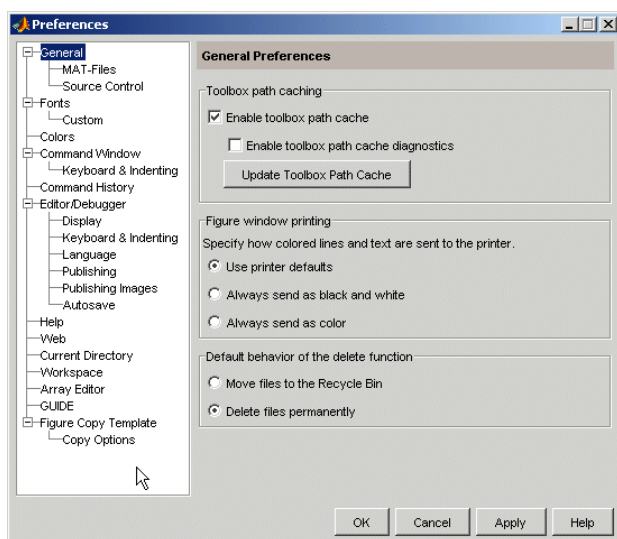 Preferences
General
MAT-Files
Source Control
Fonts
Custom
Colors
Command Window
Keyboard & Indenting
Command History
Editor/Debugger
Display
Keyboard & Indenting
Language
Publishing
Publishing Images
Autosave
Help
Web
Current Directory
Workspace
Array Editor
GUIDE
Figure Copy Template
Copy Options
General Preferences
Toolbox path caching
Enable toolbox path cache
Enable toolbox path cache diagnostics
Update Toolbox Path Cache
Figure window printing
Specify how colored lines and text are sent to the printer.
Use printer defaults
Always send as black and white
Always send as color
Default behavior of the delete function
Move files to the Recycle Bin
Delete files permanently
OK Cancel Apply Help